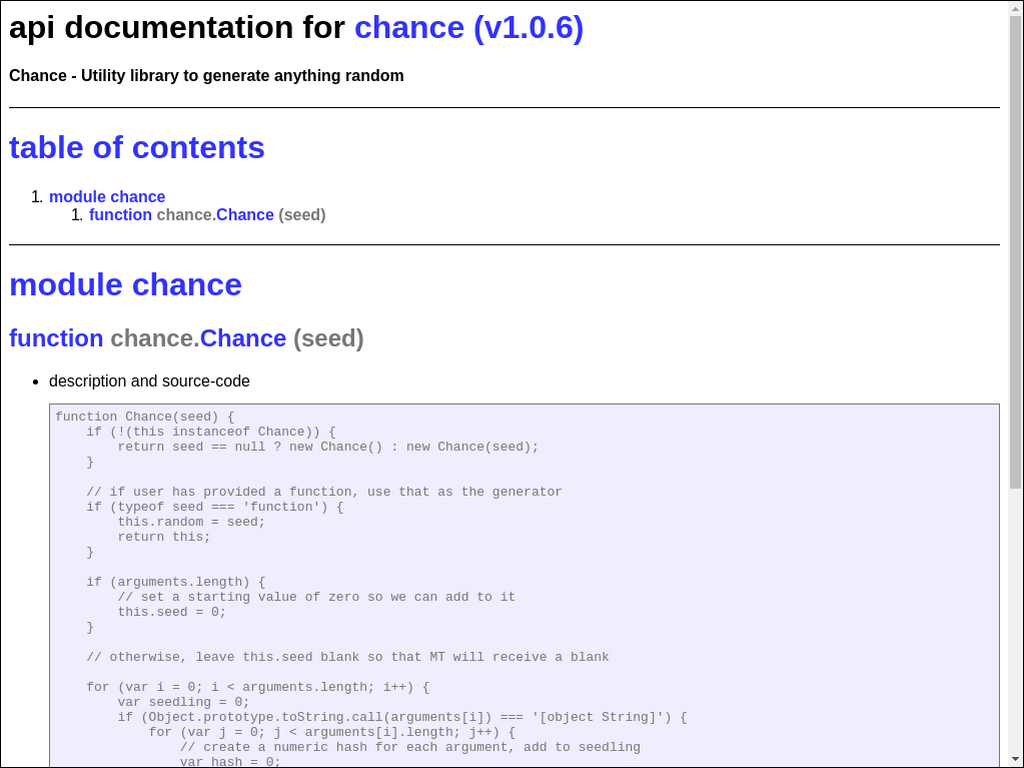 api documentation for chance (v1.0.6)
Chance - Utility library to generate anything random
table of contents
1. module chance
1. function chance.Chance (seed)
module chance
function chance.Chance (seed)
• description and source-code
function Chance(seed) {
    if (!(this instanceof Chance)) {
        return seed == null ? new Chance() : new Chance(seed);
    }

    // if user has provided a function, use that as the generator
    if (typeof seed === 'function') {
        this.random = seed;
        return this;
    }

    if (arguments.length) {
        // set a starting value of zero so we can add to it
        this.seed = 0;
    }

    // otherwise, leave this.seed blank so that MT will receive a blank

    for (var i = 0; i < arguments.length; i++) {
        var seedling = 0;
        if (Object.prototype.toString.call(arguments[i]) === '[object String]') {
            for (var j = 0; j < arguments[i].length; j++) {
                // create a numeric hash for each argument, add to seedling
                var hash = 0;